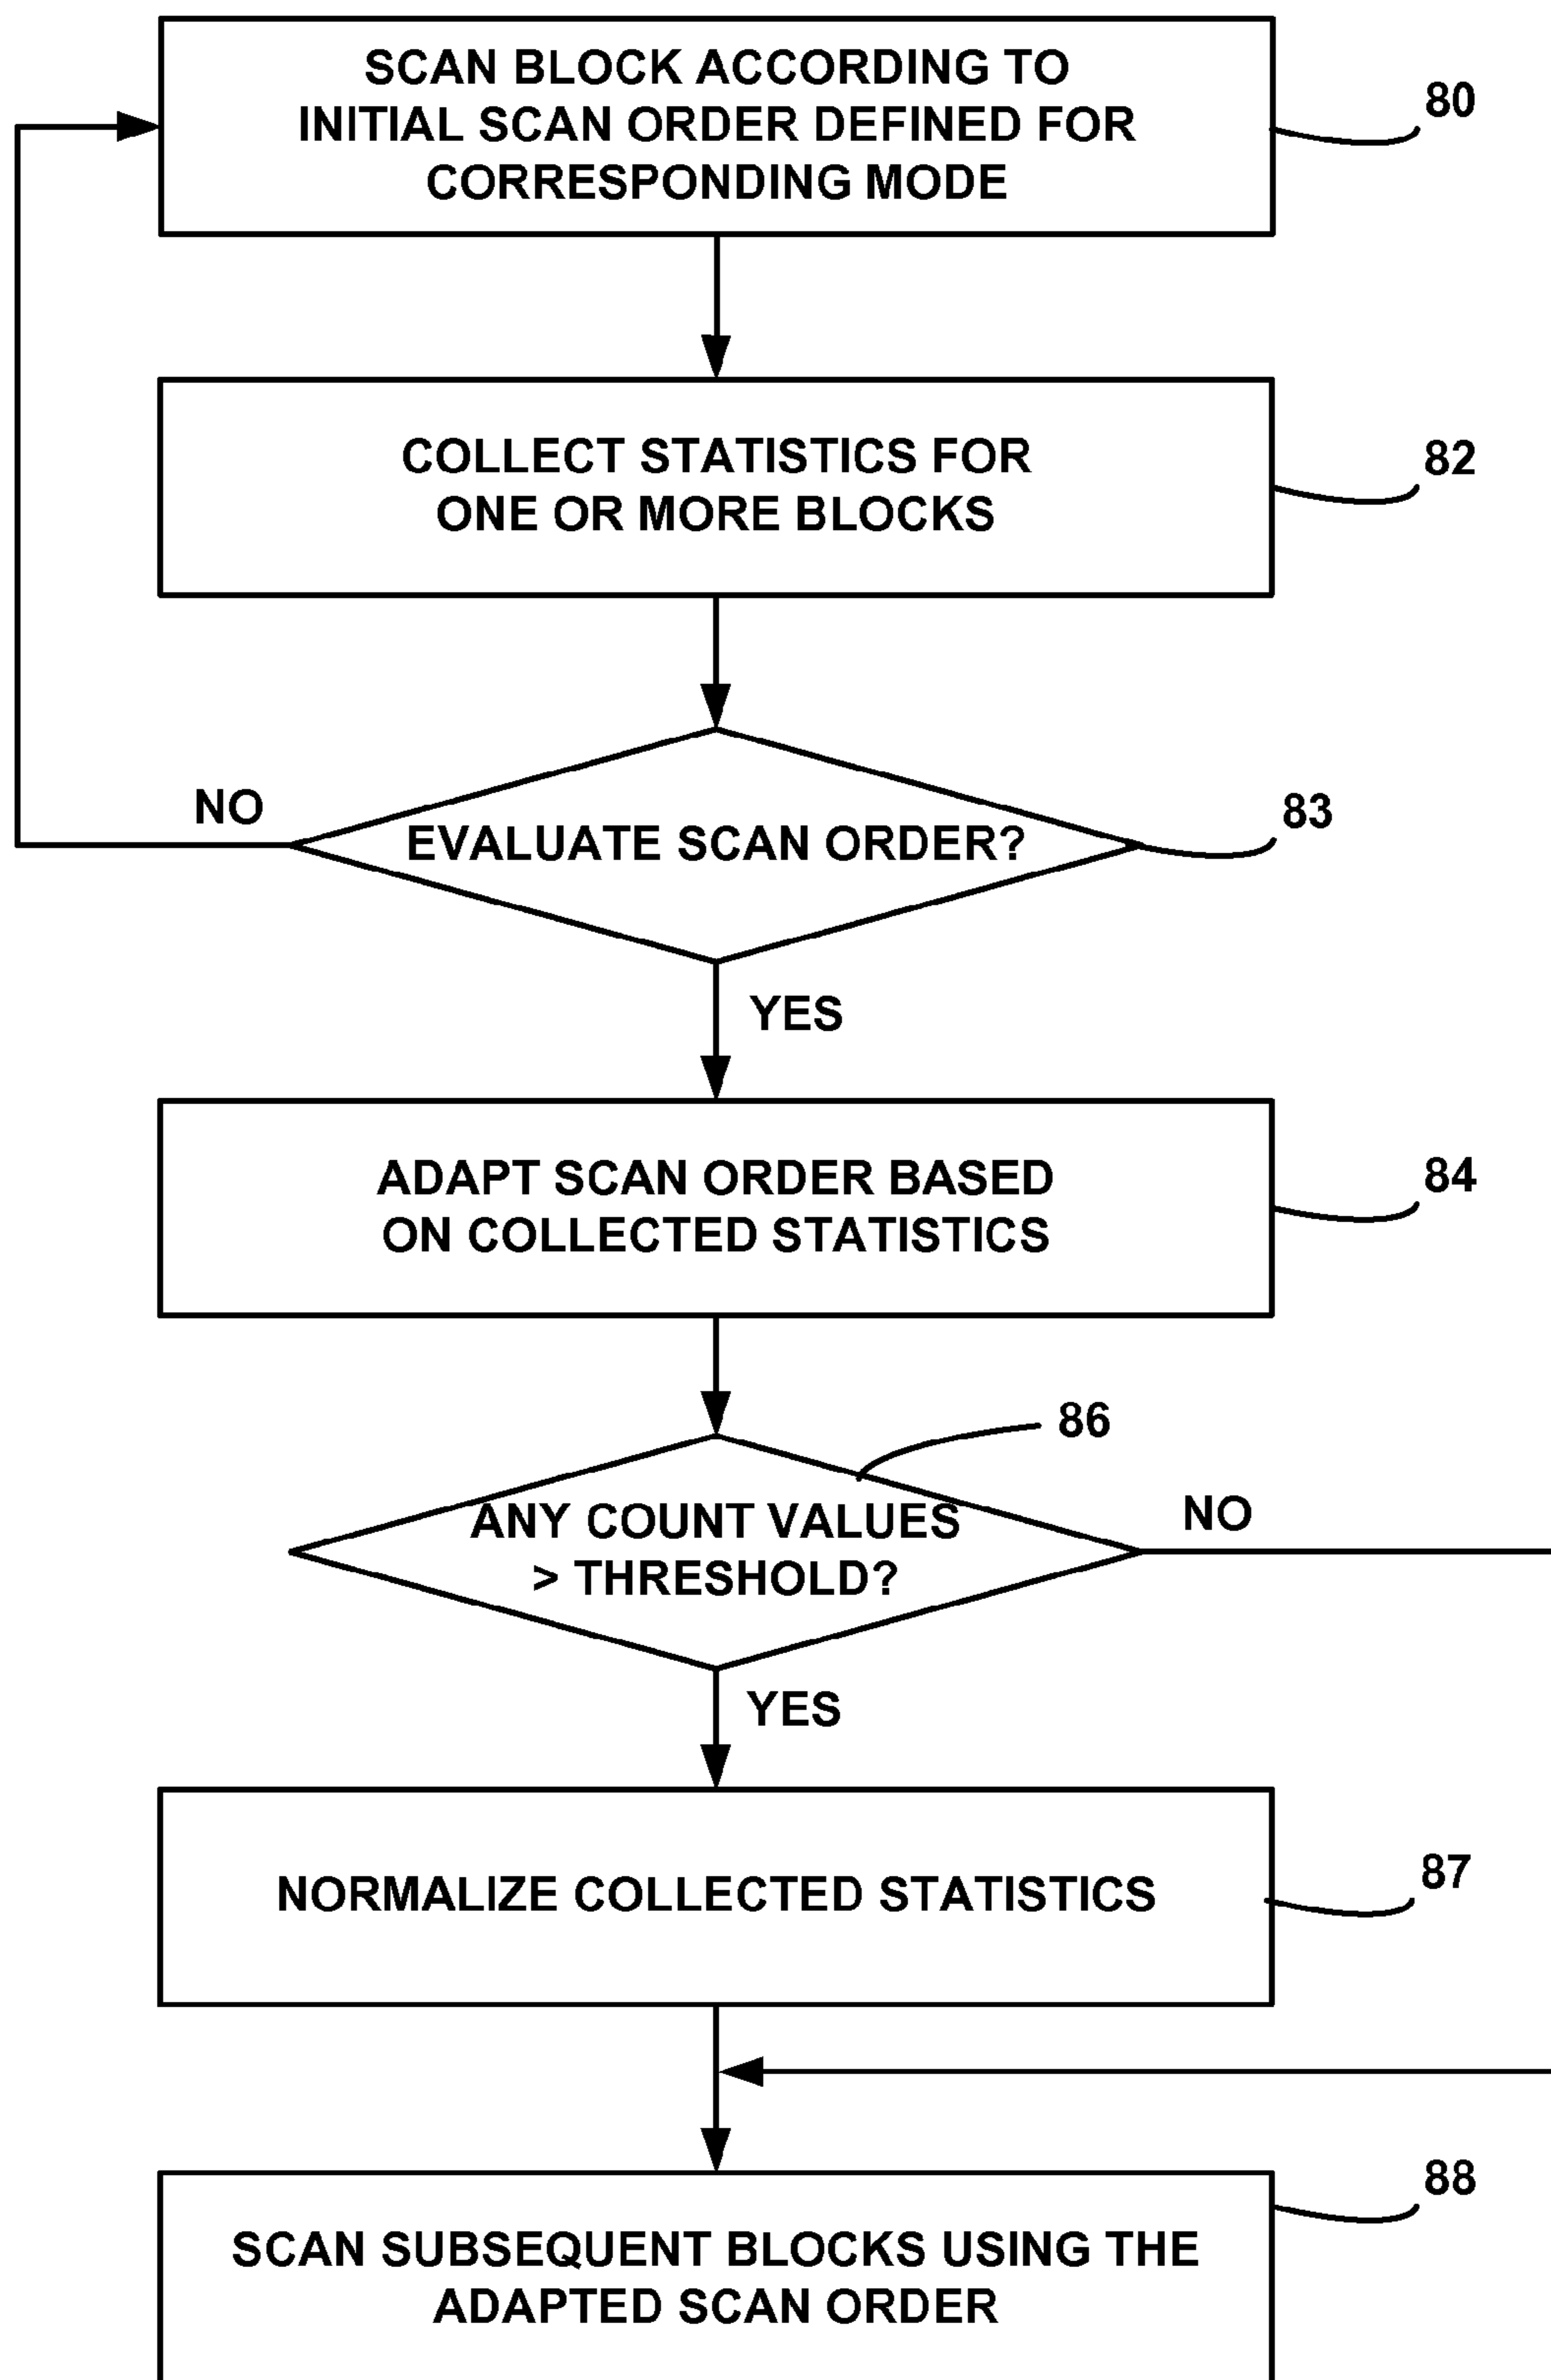 SCAN BLOCK ACCORDING TO
INITIAL SCAN ORDER DEFINED FOR
CORRESPONDING MODE
80
COLLECT STATISTICS FOR
ONE OR MORE BLOCKS
82
NO
EVALUATE SCAN ORDER?
83
YES
ADAPT SCAN ORDER BASED
ON COLLECTED STATISTICS
84
86
ANY COUNT VALUES
> THRESHOLD?
NO
YES
NORMALIZE COLLECTED STATISTICS
87
88
SCAN SUBSEQUENT BLOCKS USING THE
ADAPTED SCAN ORDER